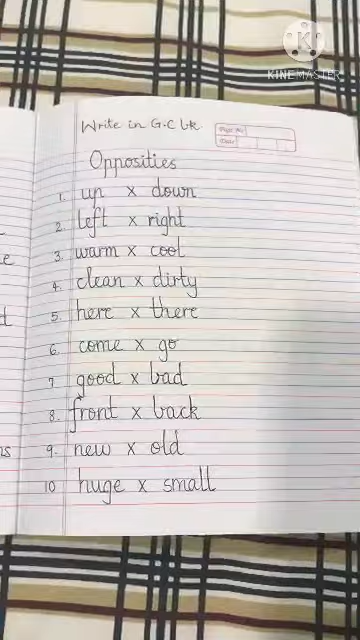 KINEMASTER
Write in G.C bk
Page No.
Date
Opposities
1. up x down
2. left x right
3. warm x cool
4. clean x dirty
5. here x there
6. come x go
7. good x bad
8. front x back
9. new x old
10 huge x small